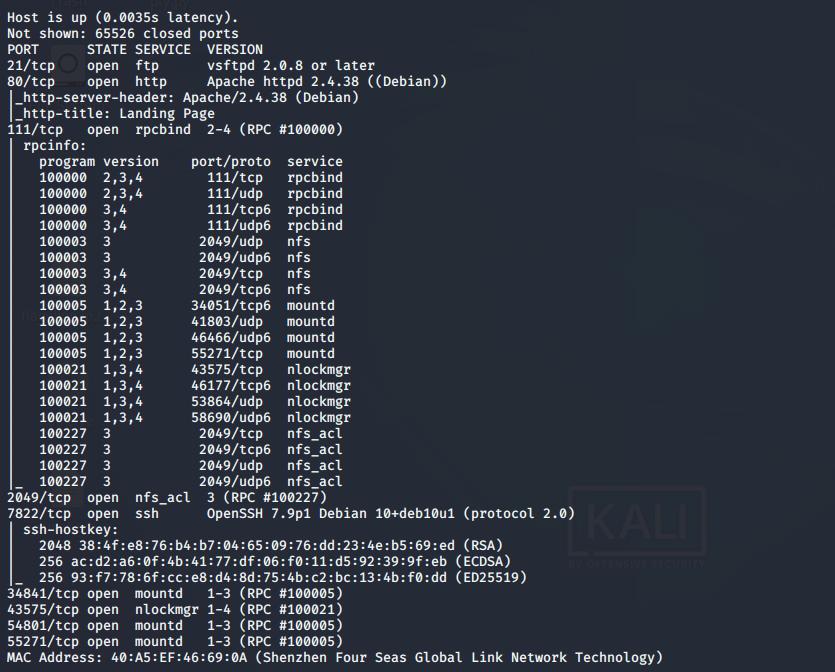 Host is up (0.0035s latency).
Not shown: 65526 closed ports
PORT      STATE SERVICE  VERSION
21/tcp    open  ftp      vsftpd 2.0.8 or later
80/tcp    open  http     Apache httpd 2.4.38 ((Debian))
|_http-server-header: Apache/2.4.38 (Debian)
|_http-title: Landing Page
111/tcp   open  rpcbind  2-4 (RPC #100000)
| rpcinfo:
|   program version    port/proto  service
|   100000  2,3,4        111/tcp   rpcbind
|   100000  2,3,4        111/udp   rpcbind
|   100000  3,4          111/tcp6  rpcbind
|   100000  3,4          111/udp6  rpcbind
|   100003  3           2049/udp   nfs
|   100003  3           2049/udp6  nfs
|   100003  3,4         2049/tcp   nfs
|   100003  3,4         2049/tcp6  nfs
|   100005  1,2,3      34051/tcp6  mountd
|   100005  1,2,3      41803/udp   mountd
|   100005  1,2,3      46466/udp6  mountd
|   100005  1,2,3      55271/tcp   mountd
|   100021  1,3,4      43575/tcp   nlockmgr
|   100021  1,3,4      46177/tcp6  nlockmgr
|   100021  1,3,4      53864/udp   nlockmgr
|   100021  1,3,4      58690/udp6  nlockmgr
|   100227  3           2049/tcp   nfs_acl
|   100227  3           2049/tcp6  nfs_acl
|   100227  3           2049/udp   nfs_acl
|_  100227  3           2049/udp6  nfs_acl
2049/tcp  open  nfs_acl  3 (RPC #100227)
7822/tcp  open  ssh      OpenSSH 7.9p1 Debian 10+deb10u1 (protocol 2.0)
| ssh-hostkey:
|   2048 38:4f:e8:76:b4:b7:04:65:09:76:dd:23:4e:b5:69:ed (RSA)
|   256 ac:d2:a6:0f:4b:41:77:df:06:f0:11:d5:92:39:9f:eb (ECDSA)
|_  256 93:f7:78:6f:cc:e8:d4:8d:75:4b:c2:bc:13:4b:f0:dd (ED25519)
34841/tcp open  mountd   1-3 (RPC #100005)
43575/tcp open  nlockmgr 1-4 (RPC #100021)
54801/tcp open  mountd   1-3 (RPC #100005)
55271/tcp open  mountd   1-3 (RPC #100005)
MAC Address: 40:A5:EF:46:69:0A (Shenzhen Four Seas Global Link Network Technology)
KALI
BY OFFENSIVE SECURITY